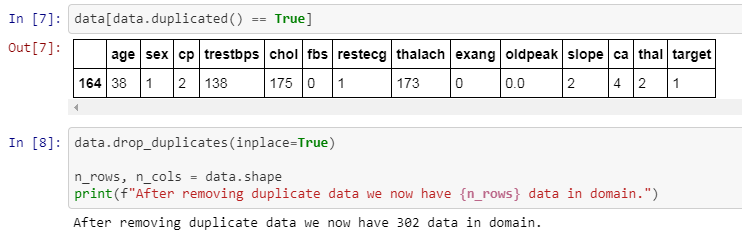 In [7]: data[data.duplicated() == True]
Out[7]:
age sex cp trestbps chol fbs restecg thalach exang oldpeak slope ca thal target
164 38 1 2 138 175 0 1 173 0 0.0 2 4 2 1
In [8]: data.drop_duplicates(inplace=True)
n_rows, n_cols = data.shape
print(f"After removing duplicate data we now have {n_rows} data in domain.")
After removing duplicate data we now have 302 data in domain.